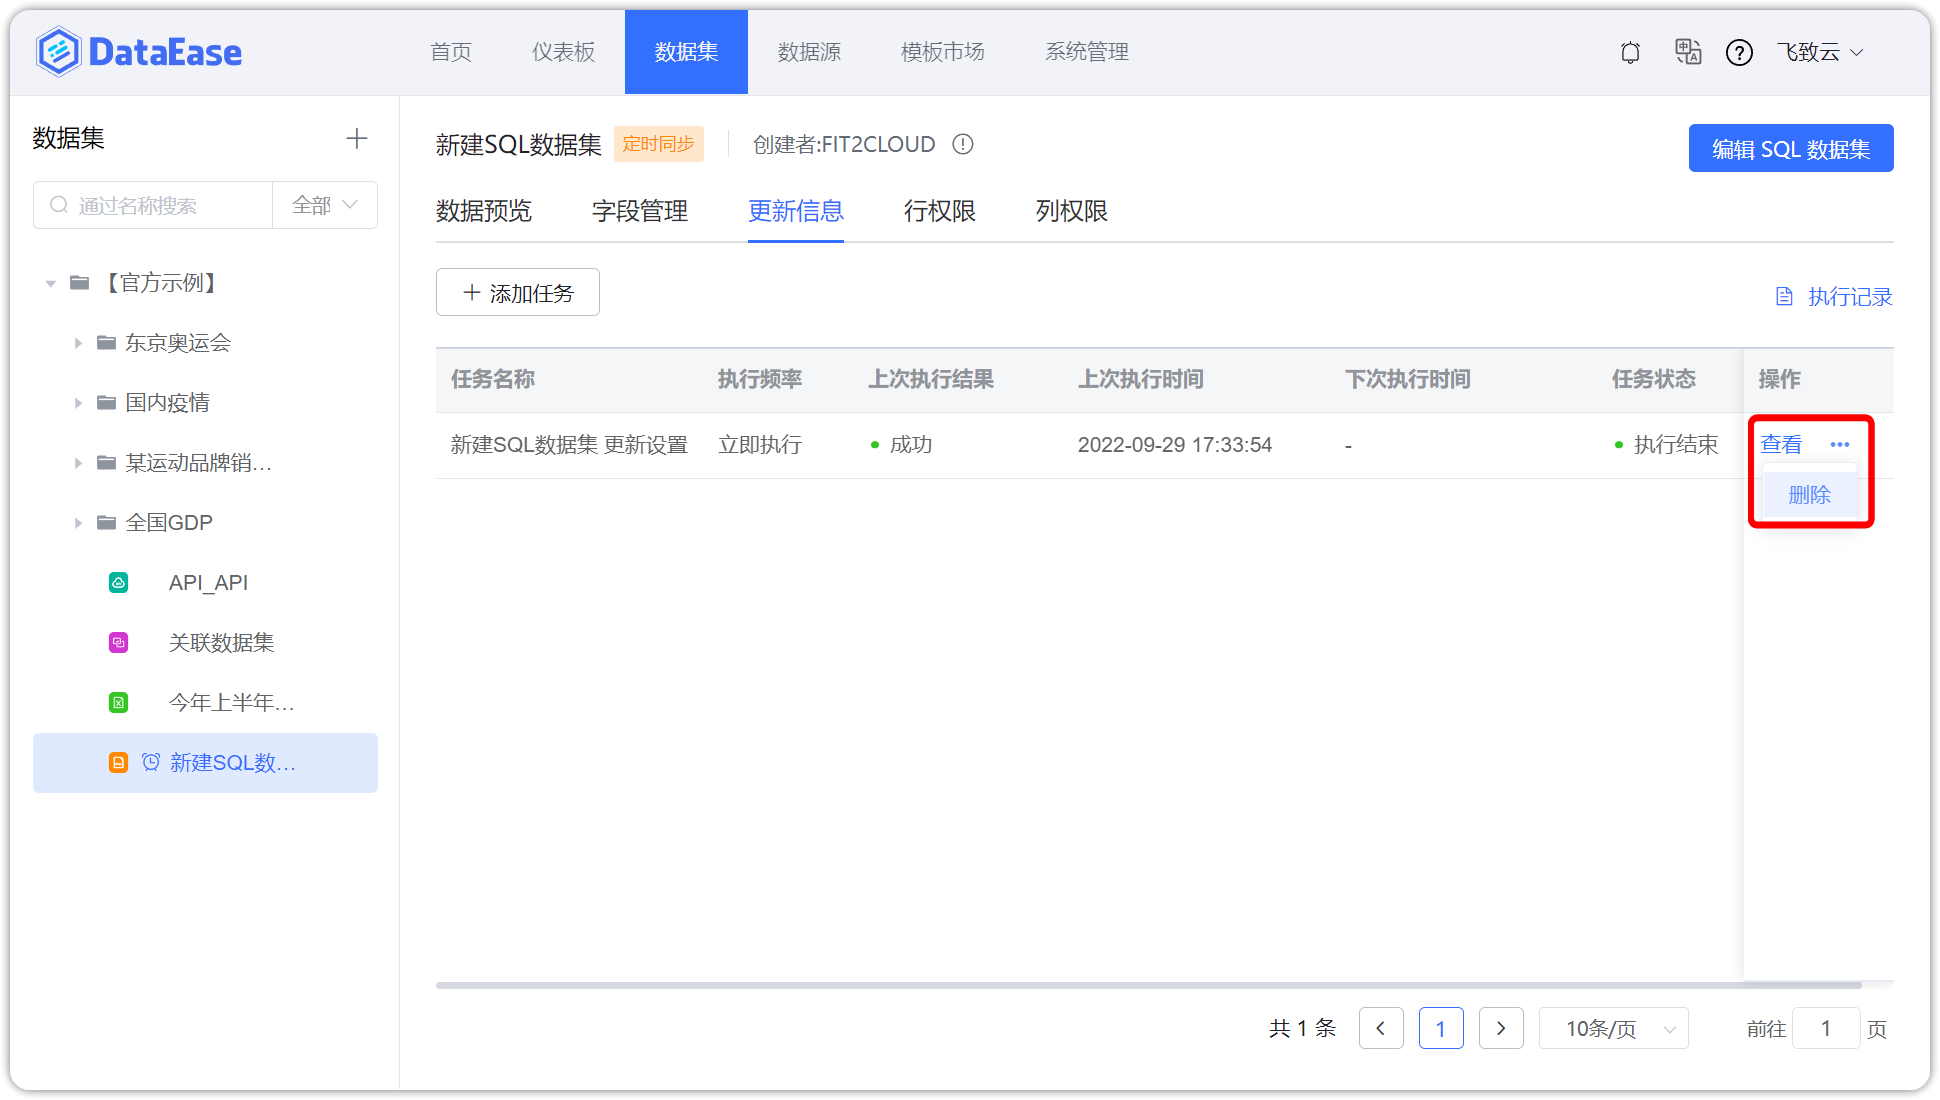 DataEase
首页 仪表板 数据集 数据源 模板市场 系统管理 飞致云
数据集
通过名称搜索 全部
【官方示例】
东京奥运会
国内疫情
某运动品牌销...
全国GDP
API_API
关联数据集
今年上半年...
新建SQL数...
新建SQL数据集 定时同步 创建者:FIT2CLOUD
编辑 SQL 数据集
数据预览 字段管理 更新信息 行权限 列权限
添加任务
执行记录
任务名称 执行频率 上次执行结果 上次执行时间 下次执行时间 任务状态 操作
新建SQL数据集 更新设置 立即执行 成功 2022-09-29 17:33:54 - 执行结束 查看 ...
删除
共 1 条 1 10条/页 前往 1 页